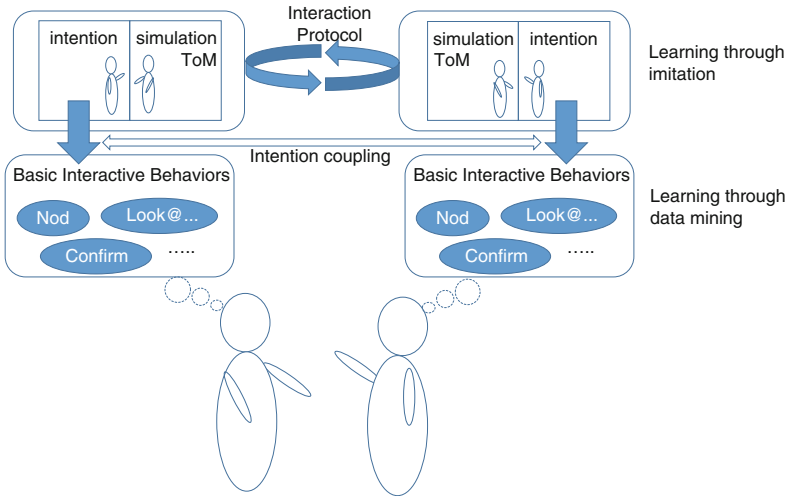 Interaction
Protocol
intention
simulation
ToM
simulation
ToM
intention
Learning through
imitation
Intention coupling
Basic Interactive Behaviors
Nod
Look@...
Confirm
.....
Basic Interactive Behaviors
Nod
Look@...
Confirm
.....
Learning through
data mining